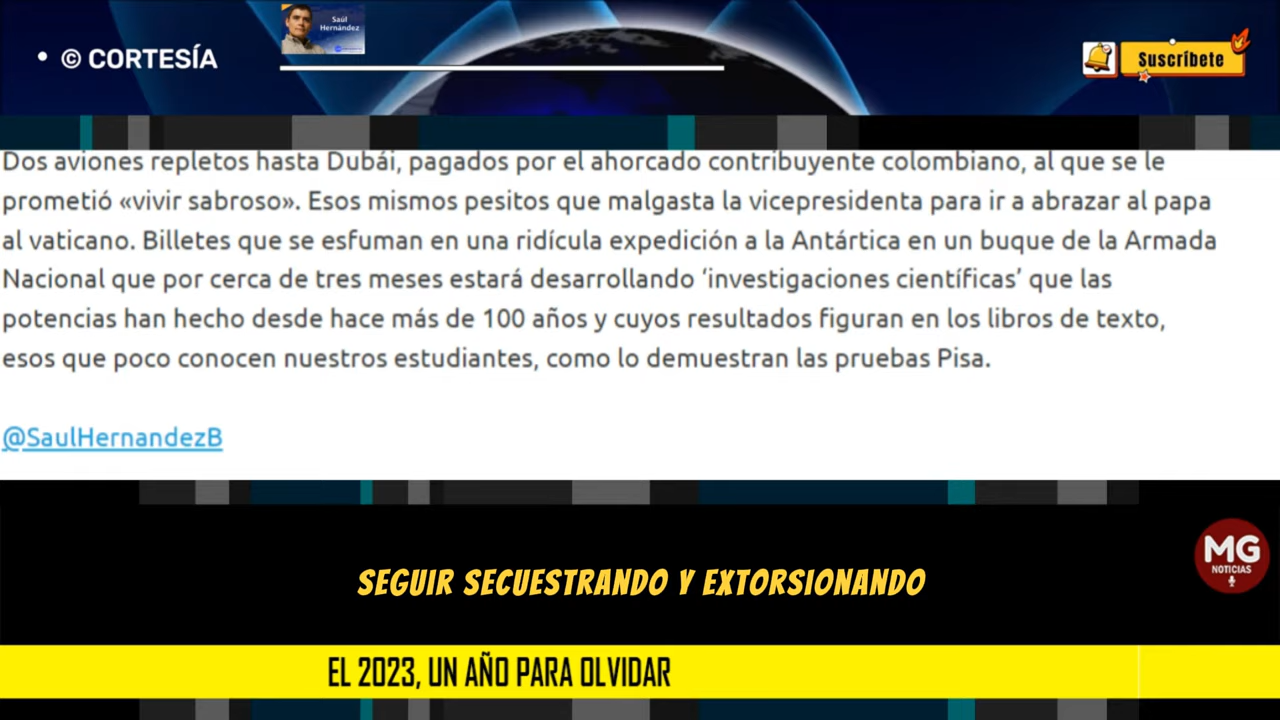 • © CORTESÍA
Saúl
Hernández
Suscríbete
Dos aviones repletos hasta Dubái, pagados por el ahorcado contribuyente colombiano, al que se le
prometió «vivir sabroso». Esos mismos pesitos que malgasta la vicepresidenta para ir a abrazar al papa
al vaticano. Billetes que se esfuman en una ridícula expedición a la Antártica en un buque de la Armada
Nacional que por cerca de tres meses estará desarrollando ‘investigaciones científicas’ que las
potencias han hecho desde hace más de 100 años y cuyos resultados figuran en los libros de texto,
esos que poco conocen nuestros estudiantes, como lo demuestran las pruebas Pisa.
@SaulHernandezB
MG
NOTICIAS
SEGUIR SECUESTRANDO Y EXTORSIONANDO
EL 2023, UN AÑO PARA OLVIDAR